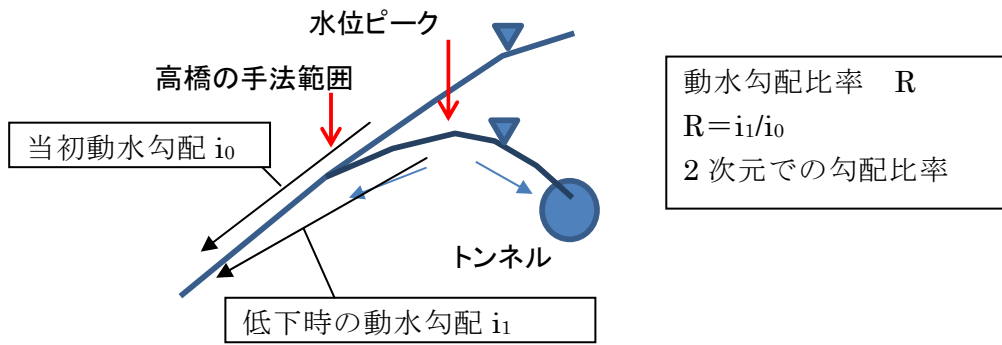 水位ピーク
高橋の手法範囲
当初動水勾配 i₀
動水勾配比率 R
R＝i₁/i₀
2 次元での勾配比率
トンネル
低下時の動水勾配 i₁